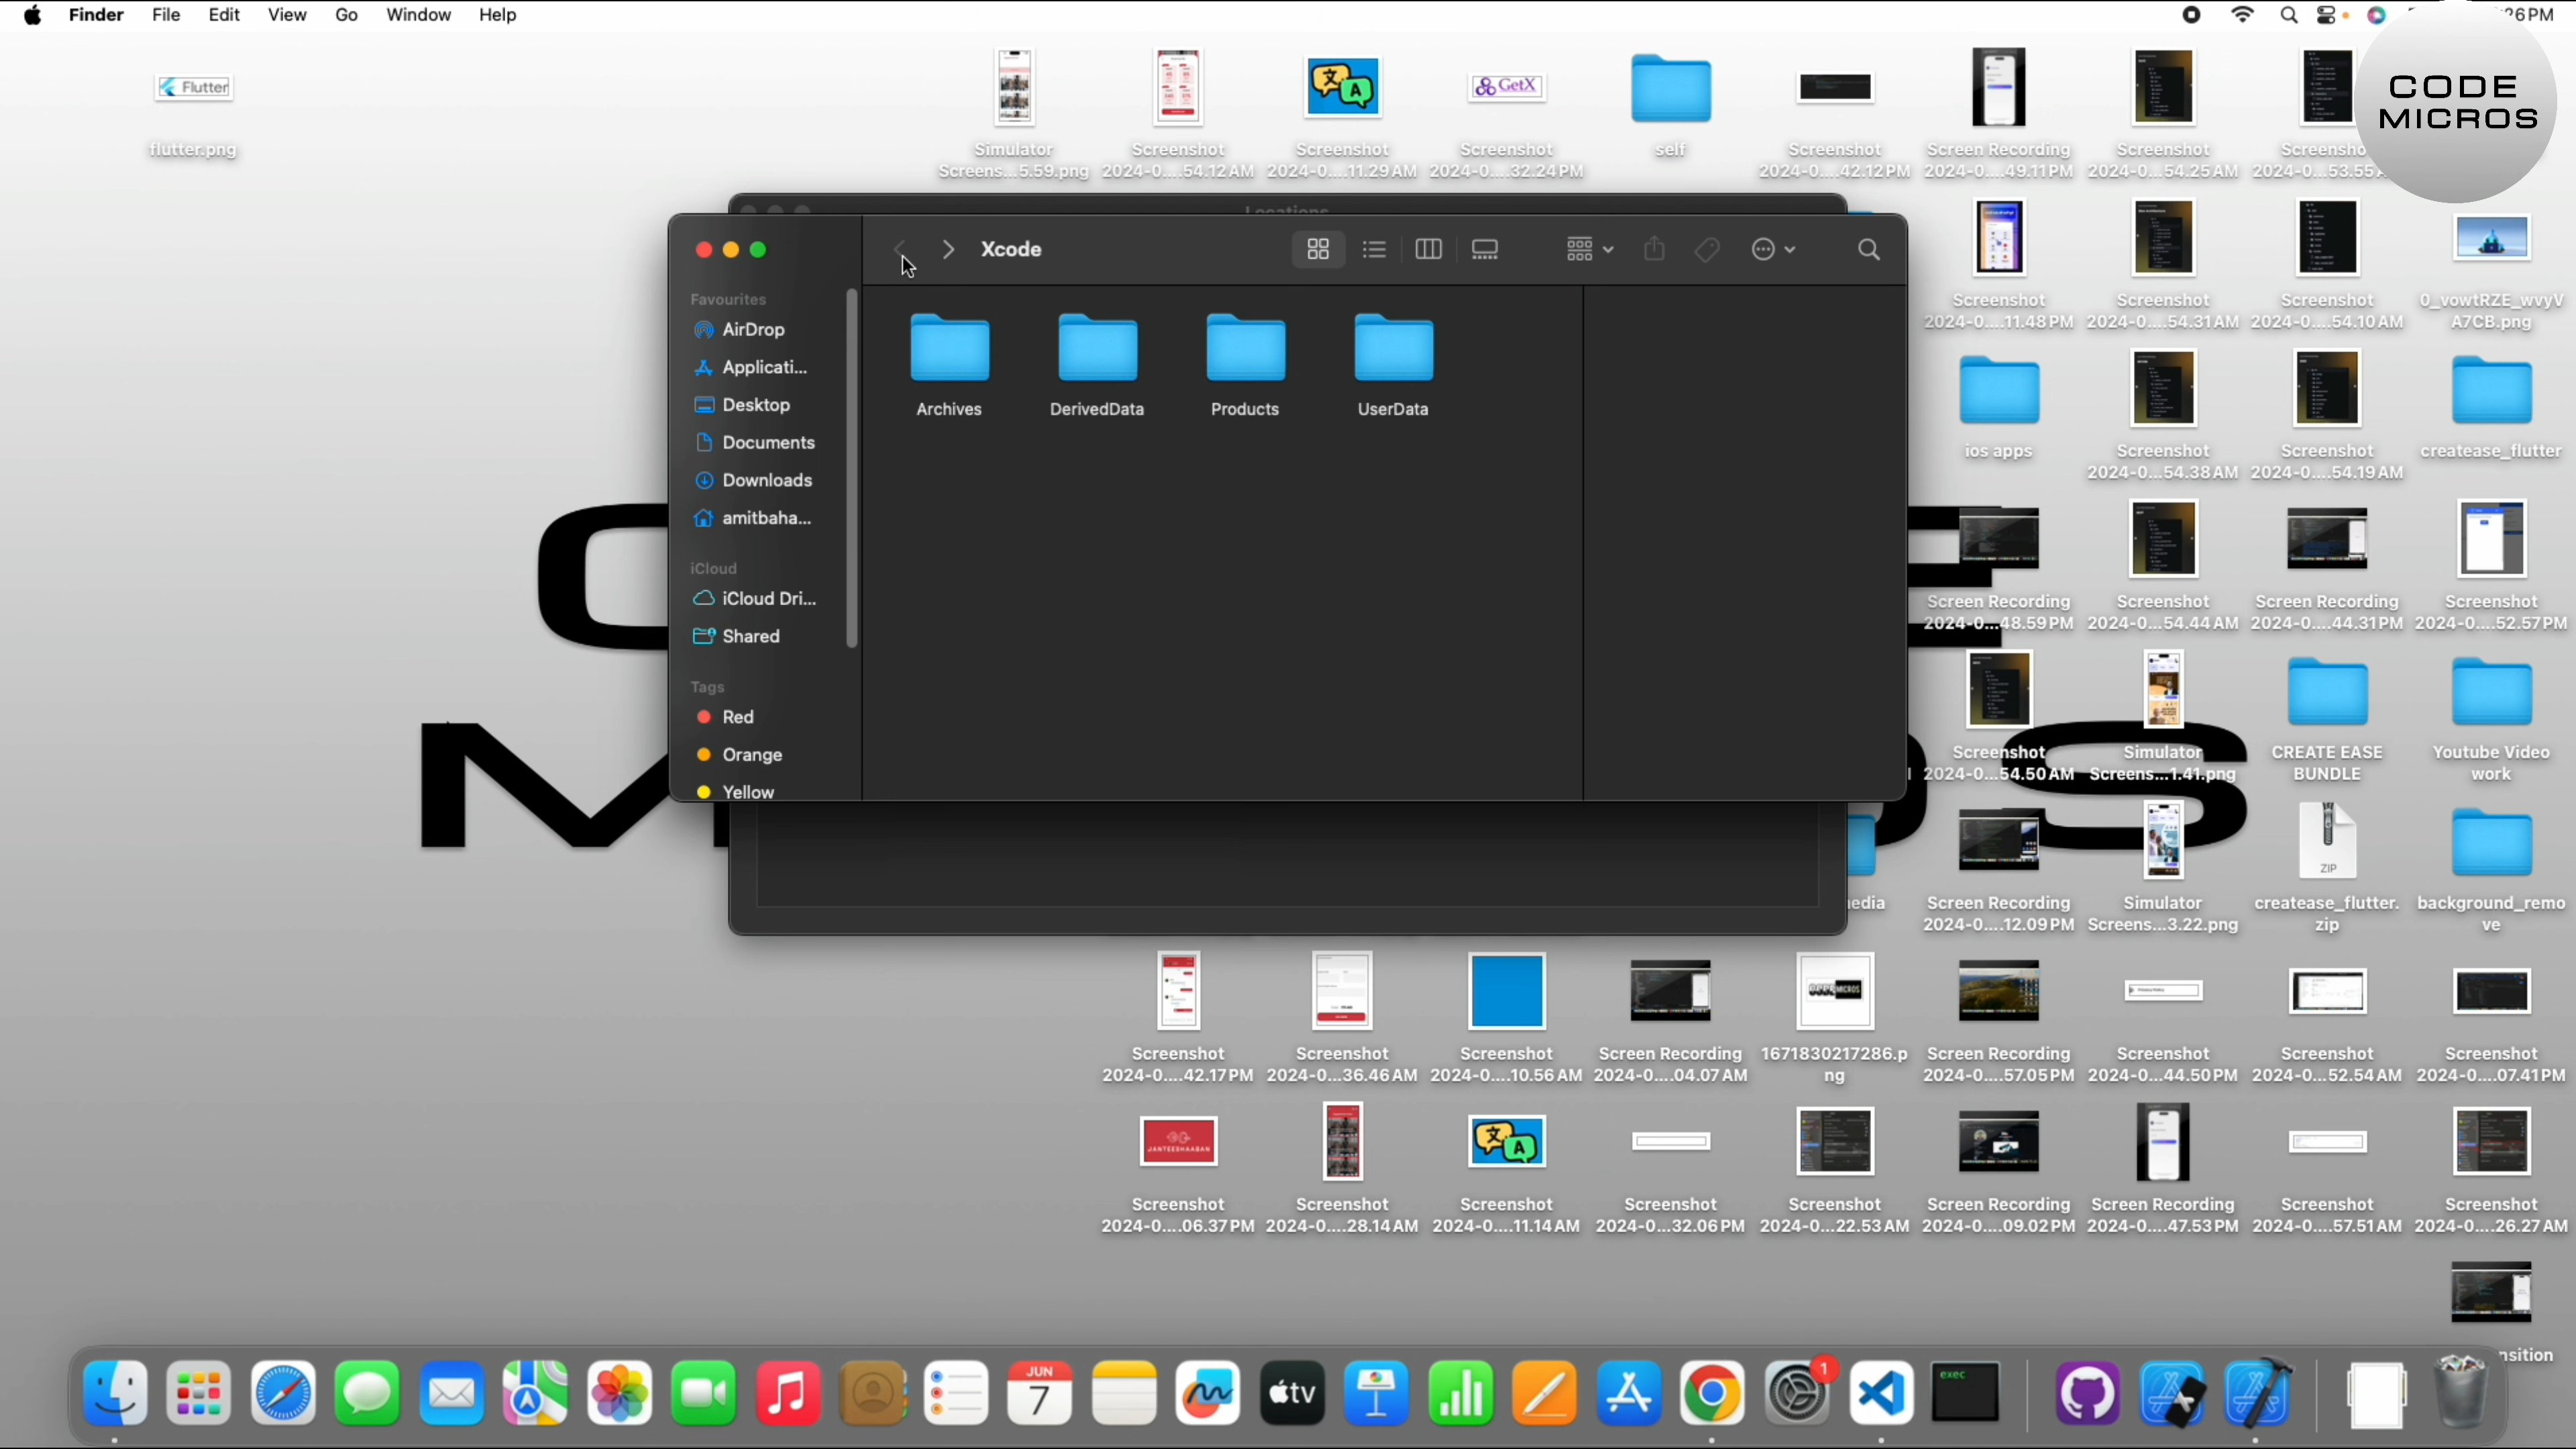 Finder File Edit View Go Window Help
26 PM
CODE
MICROS
Flutter
GetX
flutter.png
Simulator
Screens...5.59.png
Screenshot
2024-0....54.12 AM
Screenshot
2024-0....11.29 AM
Screenshot
2024-0....32.24 PM
self
Screenshot
2024-0....42.12 PM
Screen Recording
2024-0....49.11 PM
Screenshot
2024-0....54.25 AM
Locations
Xcode
Favourites
AirDrop
Applicati...
Desktop
Documents
Downloads
amitbaha...
iCloud
iCloud Dri...
Shared
Tags
Red
Orange
Yellow
Archives
DerivedData
Products
UserData
Screenshot
2024-0....11.48 PM
Screenshot
2024-0....54.31 AM
Screenshot
2024-0....54.10 AM
0_vowtRZE_wvyV
A7CB.png
ios apps
Screenshot
2024-0...54.38 AM
Screenshot
2024-0....54.19 AM
createase_flutter
Screen Recording
2024-0...48.59 PM
Screenshot
2024-0....54.44 AM
Screen Recording
2024-0....44.31 PM
Screenshot
2024-0....52.57 PM
Screenshot
2024-0...54.50 AM
Simulator
Screens...1.41.png
CREATE EASE
BUNDLE
Youtube Video
work
Screen Recording
2024-0....12.09 PM
Simulator
Screens...3.22.png
ZIP
createase_flutter.
zip
background_remo
ve
Screenshot
2024-0....42.17 PM
Screenshot
2024-0...36.46 AM
Screenshot
2024-0....10.56 AM
Screen Recording
2024-0....04.07 AM
1671830217286.p
ng
Screen Recording
2024-0....57.05 PM
Screenshot
2024-0...44.50 PM
Screenshot
2024-0...52.54 AM
Screenshot
2024-0....07.41 PM
JANTEESHAABAN
Screenshot
2024-0....06.37 PM
Screenshot
2024-0....28.14 AM
Screenshot
2024-0....11.14 AM
Screenshot
2024-0...32.06 PM
Screenshot
2024-0...22.53 AM
Screen Recording
2024-0....09.02 PM
Screen Recording
2024-0....47.53 PM
Screenshot
2024-0....57.51 AM
Screenshot
2024-0....26.27 AM
JUN
7
tv
1
exec